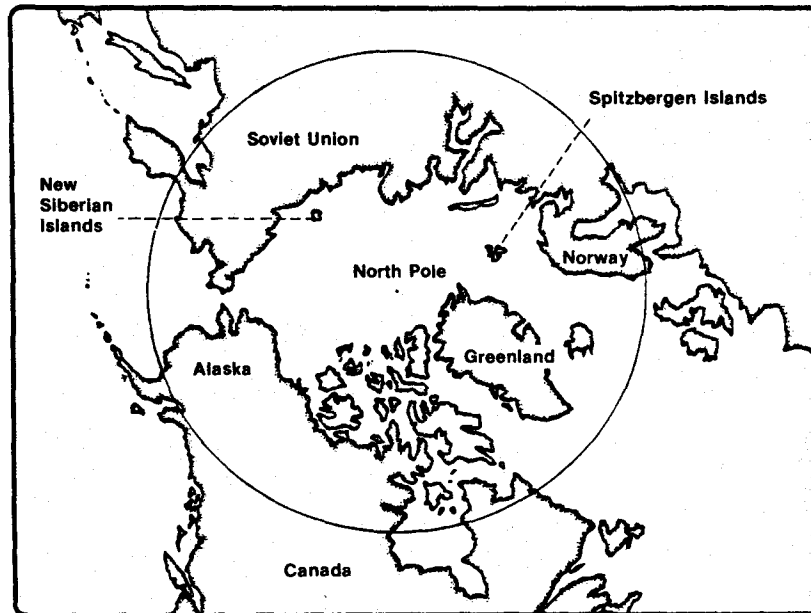 Spitzbergen Islands
Soviet Union
New
Siberian
Islands
Norway
North Pole
Greenland
Alaska
Canada